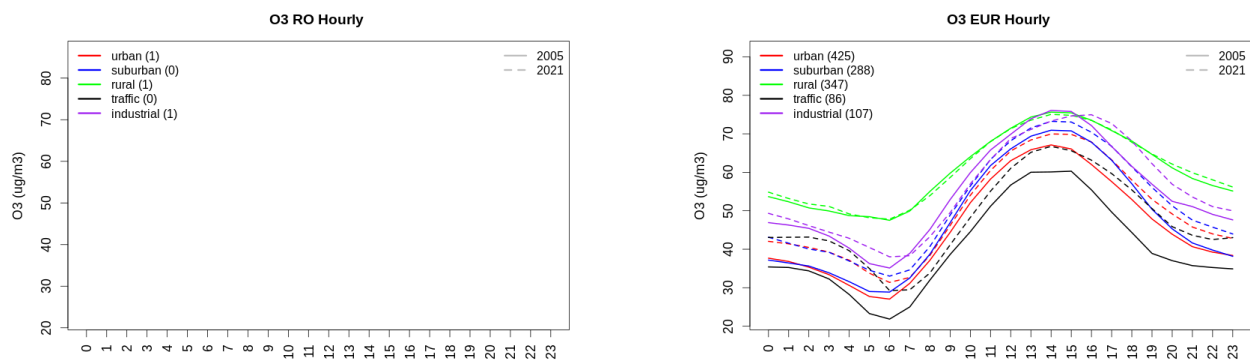 O3 RO Hourly
urban (1)
suburban (0)
rural (1)
traffic (0)
industrial (1)
2005
2021
O3 (ug/m3)
80
70
60
50
40
30
20
0 1 2 3 4 5 6 7 8 9 10 11 12 13 14 15 16 17 18 19 20 21 22 23
O3 EUR Hourly
urban (425)
suburban (288)
rural (347)
traffic (86)
industrial (107)
2005
2021
O3 (ug/m3)
90
80
70
60
50
40
30
20
0 1 2 3 4 5 6 7 8 9 10 11 12 13 14 15 16 17 18 19 20 21 22 23